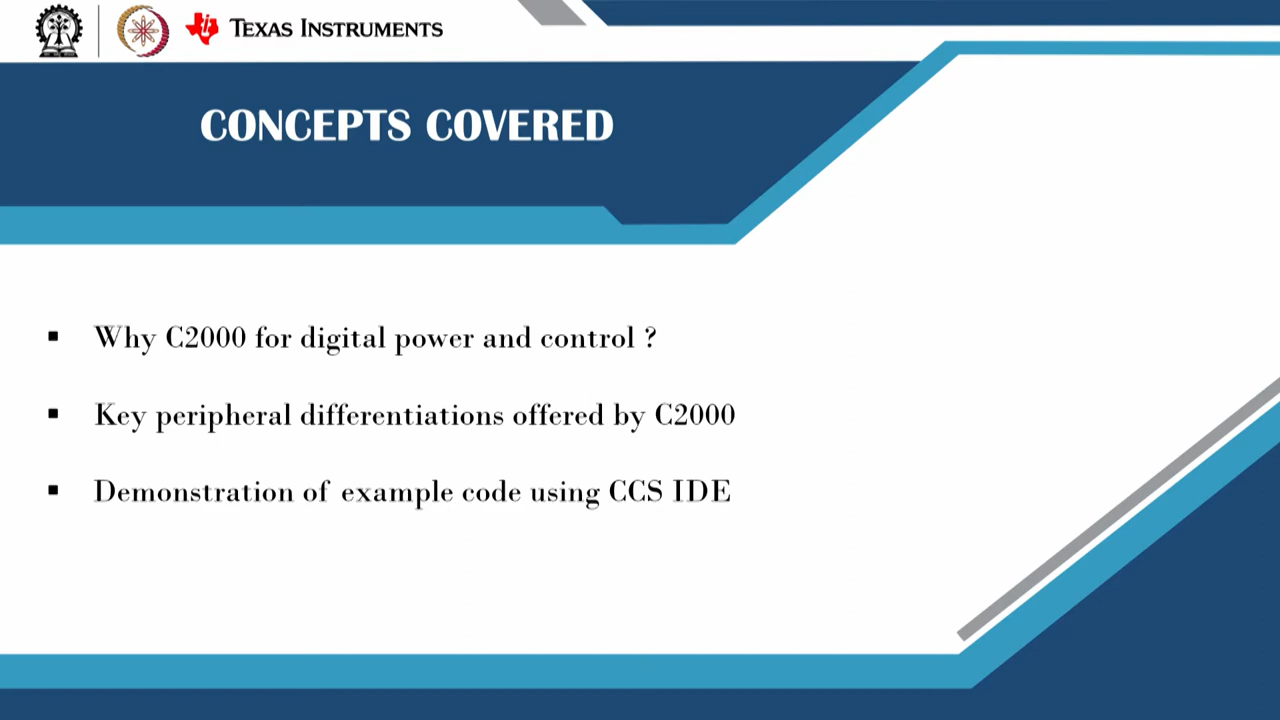 TEXAS INSTRUMENTS
CONCEPTS COVERED
▪ Why C2000 for digital power and control ?
▪ Key peripheral differentiations offered by C2000
▪ Demonstration of example code using CCS IDE